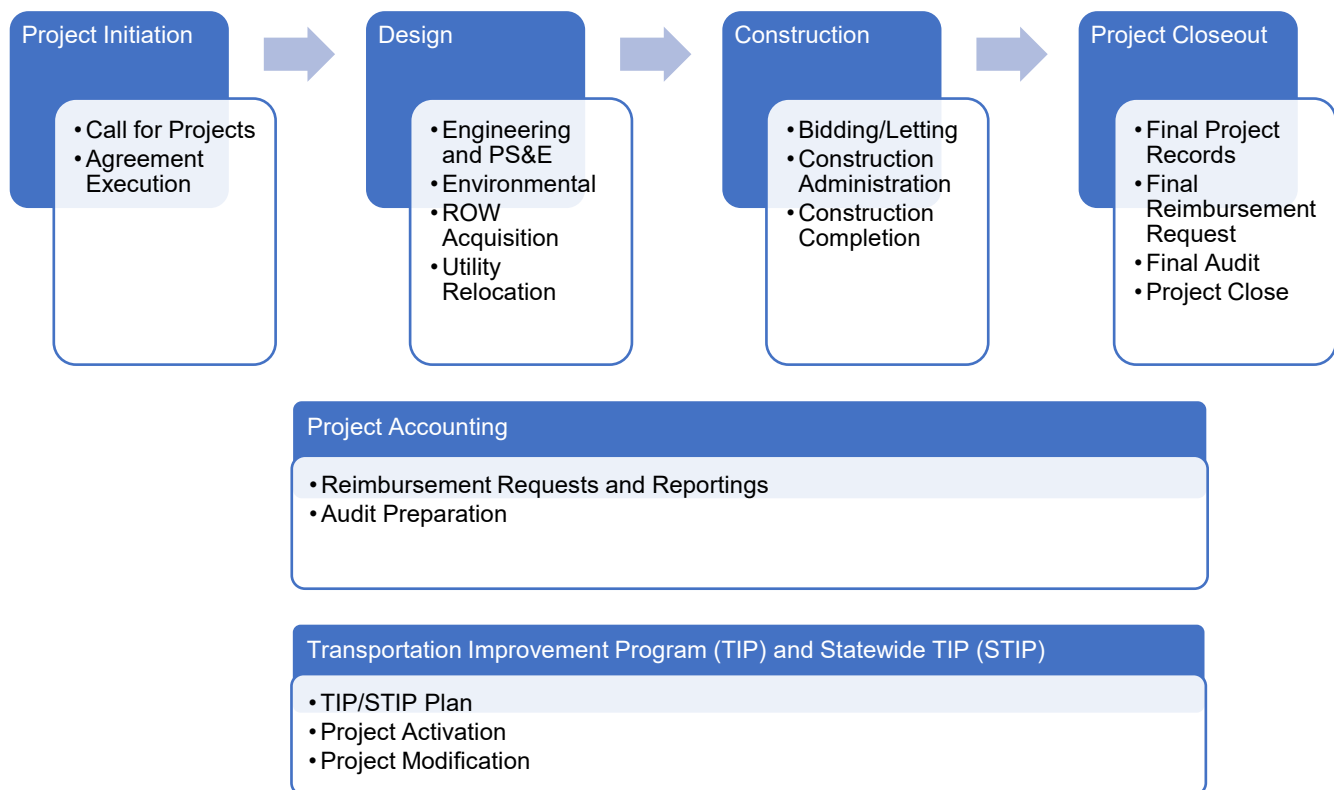 Project Initiation
• Call for Projects
• Agreement
Execution
Design
• Engineering
and PS&E
• Environmental
• ROW
Acquisition
• Utility
Relocation
Construction
• Bidding/Letting
• Construction
Administration
• Construction
Completion
Project Closeout
• Final Project
Records
• Final
Reimbursement
Request
• Final Audit
• Project Close
Project Accounting
• Reimbursement Requests and Reportings
• Audit Preparation
Transportation Improvement Program (TIP) and Statewide TIP (STIP)
• TIP/STIP Plan
• Project Activation
• Project Modification